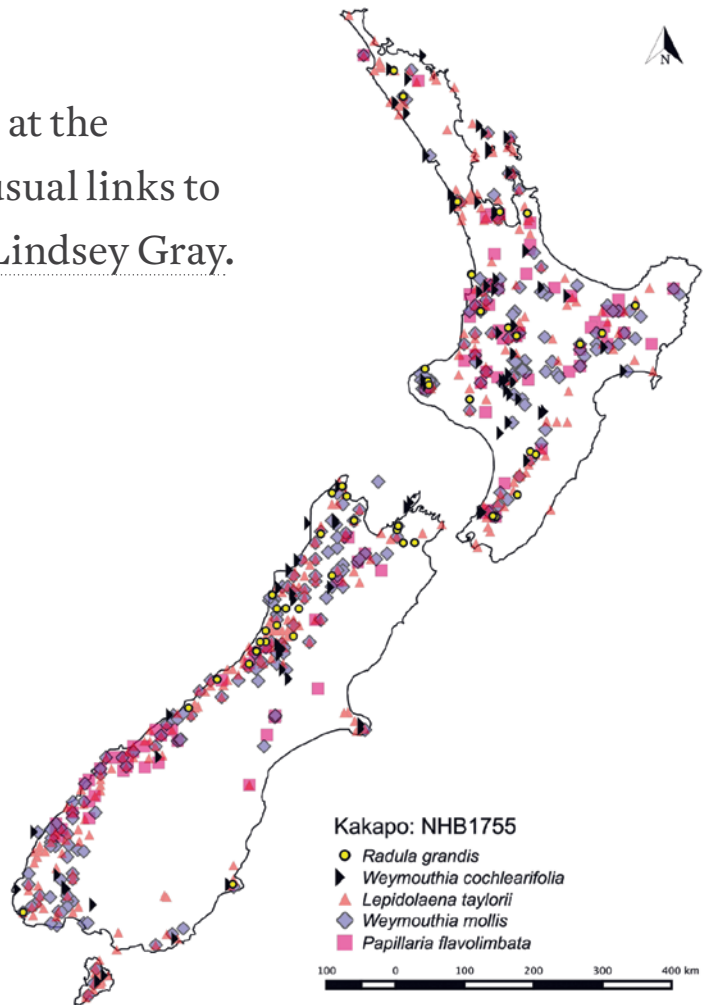 at the
usual links to
Lindsey Gray.
N
Kakapo: NHB1755
Radula grandis
Weymouthia cochlearifolia
Lepidolaena taylorii
Weymouthia mollis
Papillaria flavolimbata
100 0 100 200 300 400 km